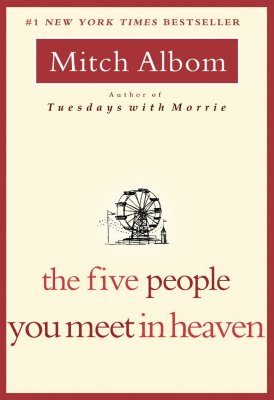 #1 NEW YORK TIMES BESTSELLER
Mitch Albom
Author of
Tuesdays with Morrie
the five people
you meet in heaven